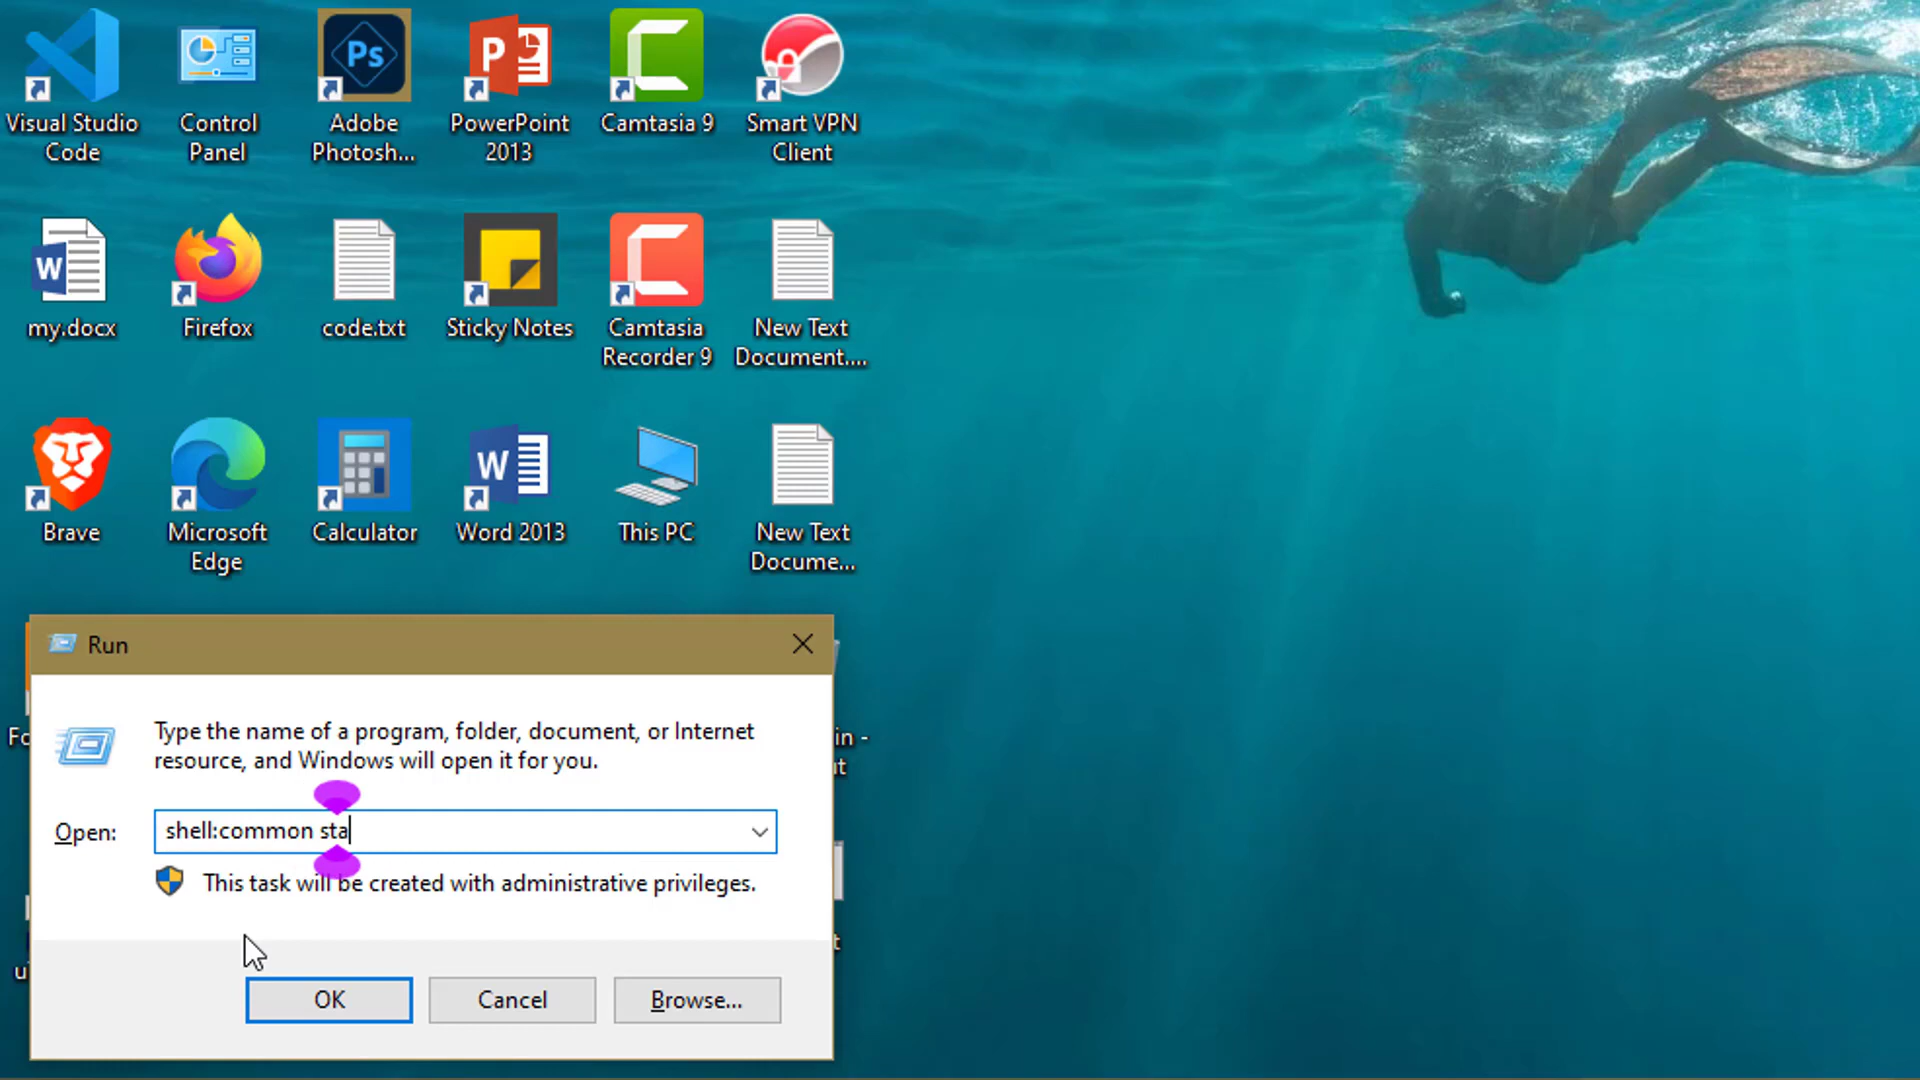 Visual Studio
Code
Control
Panel
Adobe
Photosh...
Ps
PowerPoint
2013
P
Camtasia 9
Smart VPN
Client
my.docx
W
Firefox
code.txt
Sticky Notes
Camtasia
Recorder 9
New Text
Document....
Brave
Microsoft
Edge
Calculator
Word 2013
W
This PC
New Text
Docume...
Run
Type the name of a program, folder, document, or Internet
resource, and Windows will open it for you.
Open:
shell:common sta
This task will be created with administrative privileges.
OK
Cancel
Browse...